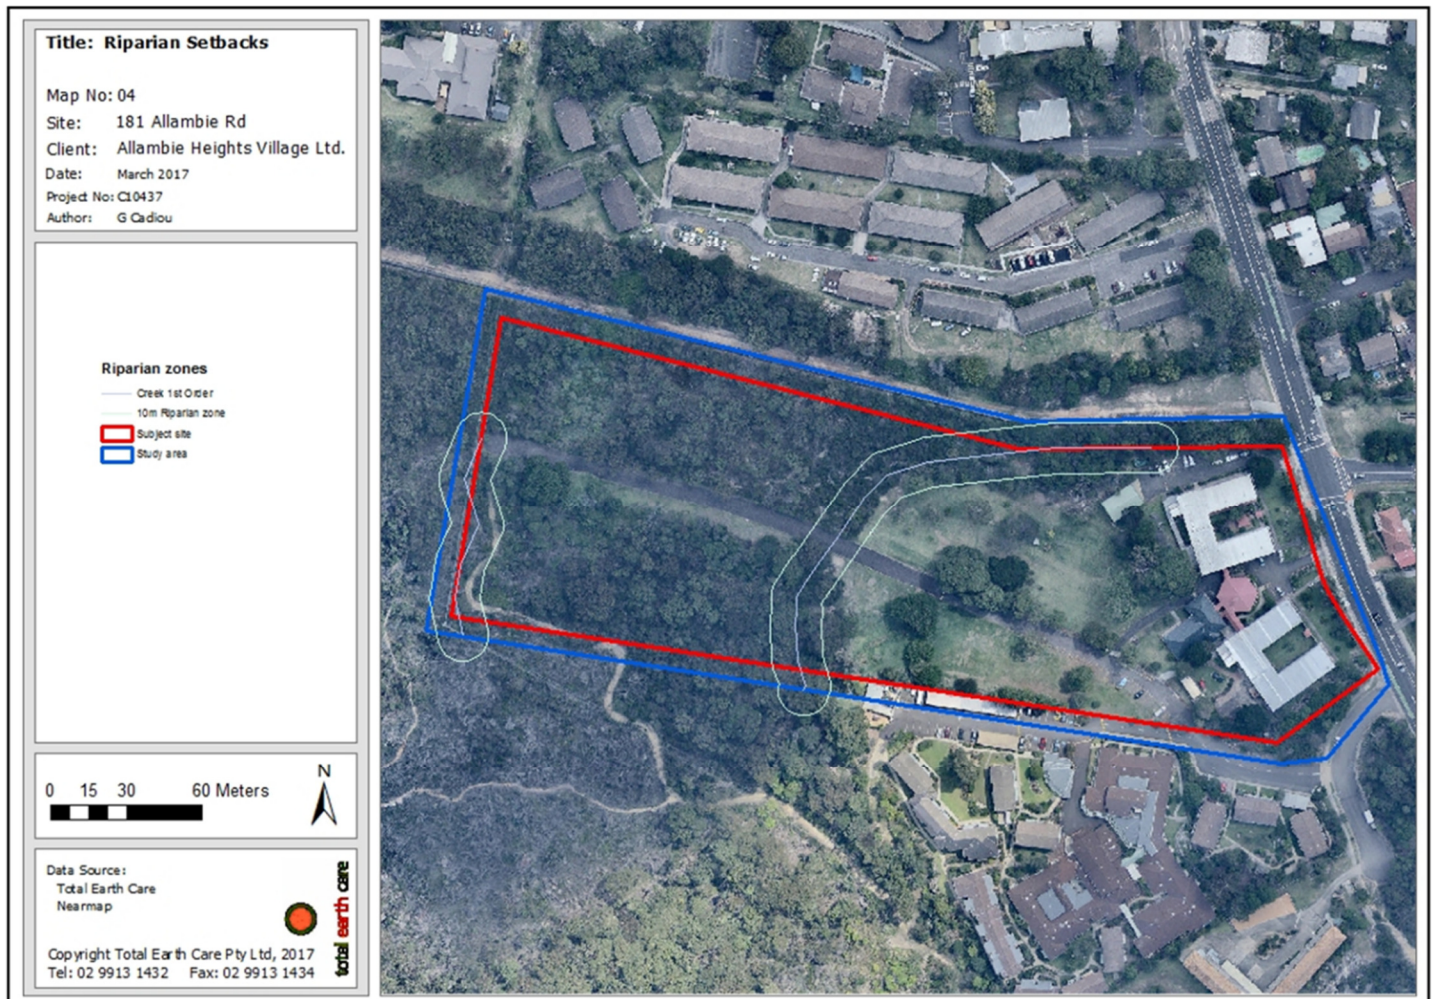 Title: Riparian Setbacks
Map No: 04
Site: 181 Allambie Rd
Client: Allambie Heights Village Ltd.
Date: March 2017
Project No: C10437
Author: G Cadiou
Riparian zones
Creek 1st Order
10m Riparian zone
Subject site
Study area
0 15 30 60 Meters
N
Data Source:
Total Earth Care
Nearmap
total earth care
Copyright Total Earth Care Pty Ltd, 2017
Tel: 02 9913 1432 Fax: 02 9913 1434